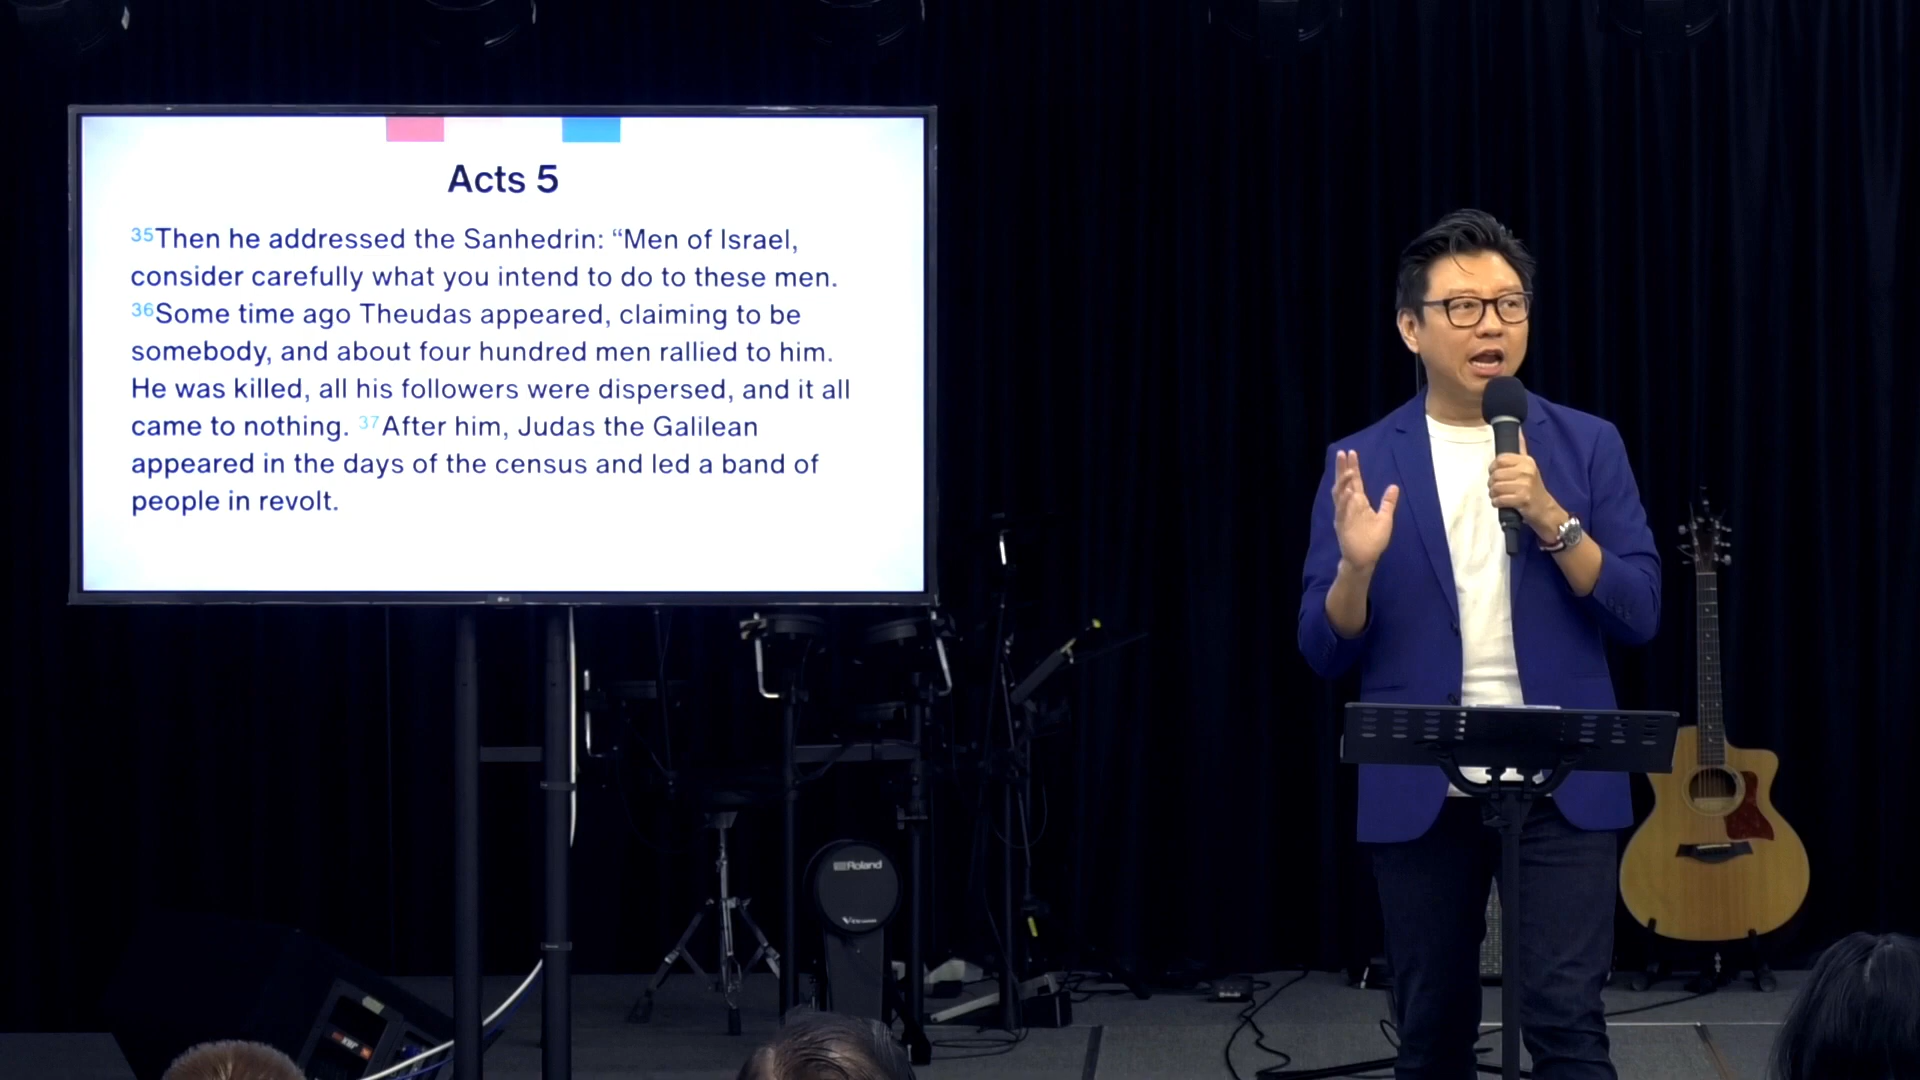 Acts 5
35Then he addressed the Sanhedrin: “Men of Israel,
consider carefully what you intend to do to these men.
36Some time ago Theudas appeared, claiming to be
somebody, and about four hundred men rallied to him.
He was killed, all his followers were dispersed, and it all
came to nothing. 37After him, Judas the Galilean
appeared in the days of the census and led a band of
people in revolt.
LG
Roland